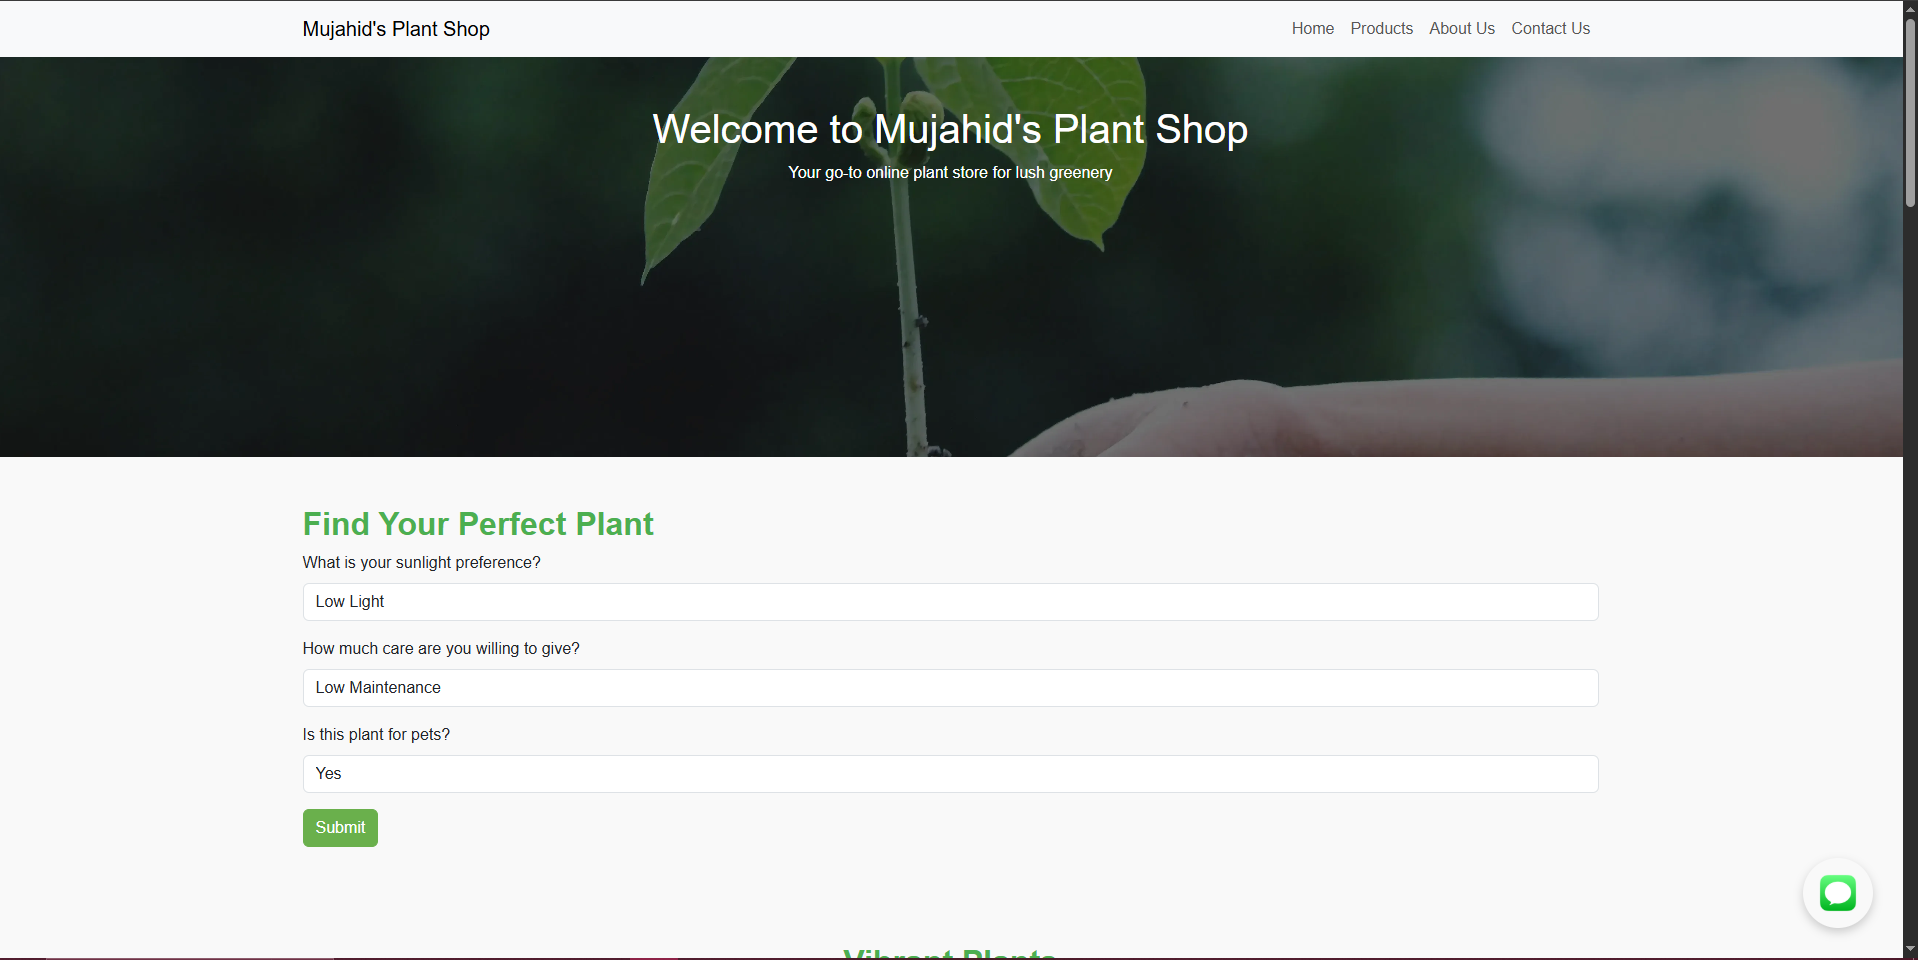 Mujahid's Plant Shop
Home Products About Us Contact Us
Welcome to Mujahid's Plant Shop
Your go-to online plant store for lush greenery
Find Your Perfect Plant
What is your sunlight preference?
Low Light
How much care are you willing to give?
Low Maintenance
Is this plant for pets?
Yes
Submit
Vibrant Plants